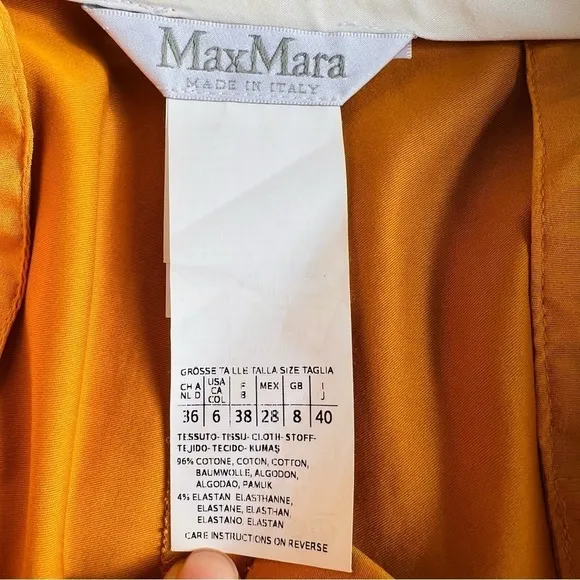 MaxMara
MADE IN ITALY
GRÖSSE TAILLE TALLA SIZE TAGLIA
CH A NL D | USA CA COL | F B | MEX | GB | I J
36 | 6 | 38 | 28 | 8 | 40
TESSUTO-TISSU-CLOTH-STOFF-
TEJIDO-TECIDO-KUMAŞ
96% COTONE, COTON, COTTON,
BAUMWOLLE, ALGODON,
ALGODAO, PAMUK
4% ELASTAN ELASTHANNE,
ELASTANE, ELASTHAN,
ELASTANO, ELASTAN
CARE INSTRUCTIONS ON REVERSE